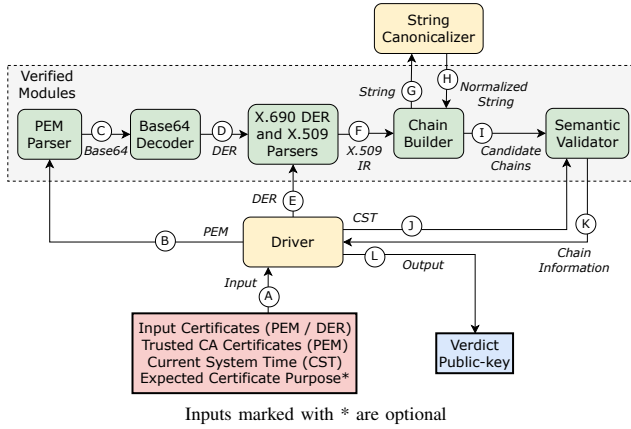 String
Canonicalizer
Verified
Modules
String
G
H
Normalized
String
PEM
Parser
C
Base64
Base64
Decoder
D
DER
X.690 DER
and X.509
Parsers
F
X.509
IR
Chain
Builder
I
Candidate
Chains
Semantic
Validator
DER
E
CST
J
K
B
PEM
Driver
L
Output
Chain
Information
Input
A
Input Certificates (PEM / DER)
Trusted CA Certificates (PEM)
Current System Time (CST)
Expected Certificate Purpose*
Verdict
Public-key
Inputs marked with * are optional